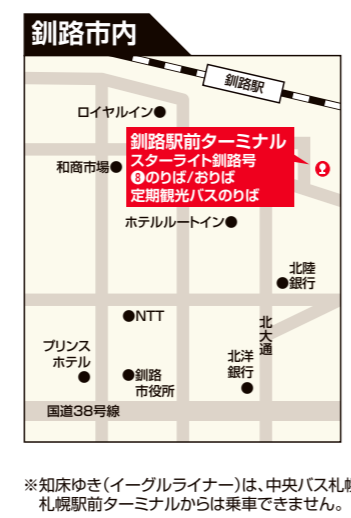 釧路市内
釧路駅
ロイヤルイン●
釧路駅前ターミナル
スターライト釧路号
❽のりば/おりば
定期観光バスのりば
和商市場●
ホテルルートイン●
北陸
●銀行
●NTT
北大通
プリンス
ホテル
●
●釧路
市役所
北洋
銀行
●
国道38号線
※知床ゆき(イーグルライナー)は、中央バス札幌
札幌駅前ターミナルからは乗車できません。